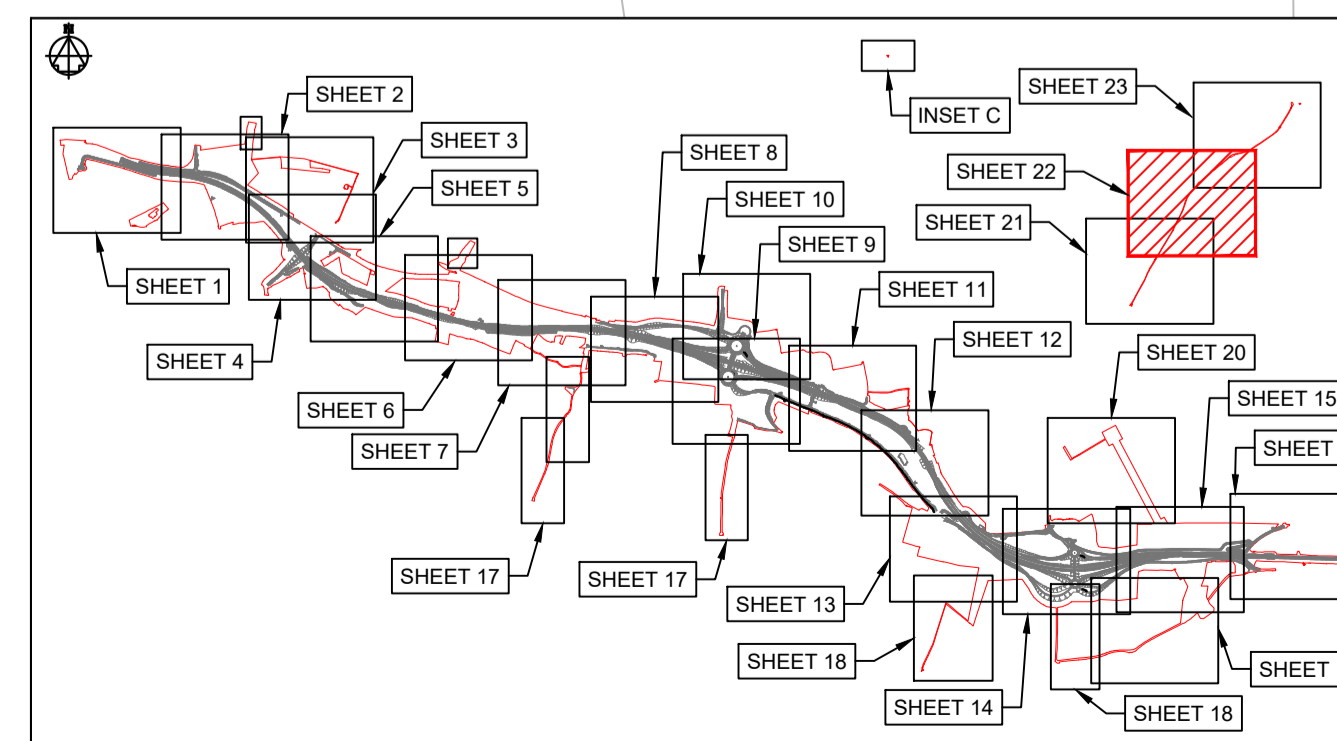 SHEET 2
SHEET 3
SHEET 5
SHEET 1
SHEET 4
SHEET 6
SHEET 7
SHEET 8
SHEET 10
SHEET 9
SHEET 11
SHEET 12
INSET C
SHEET 23
SHEET 22
SHEET 21
SHEET 20
SHEET 15
SHEET
SHEET 17
SHEET 17
SHEET 13
SHEET 18
SHEET 14
SHEET 18
SHEET